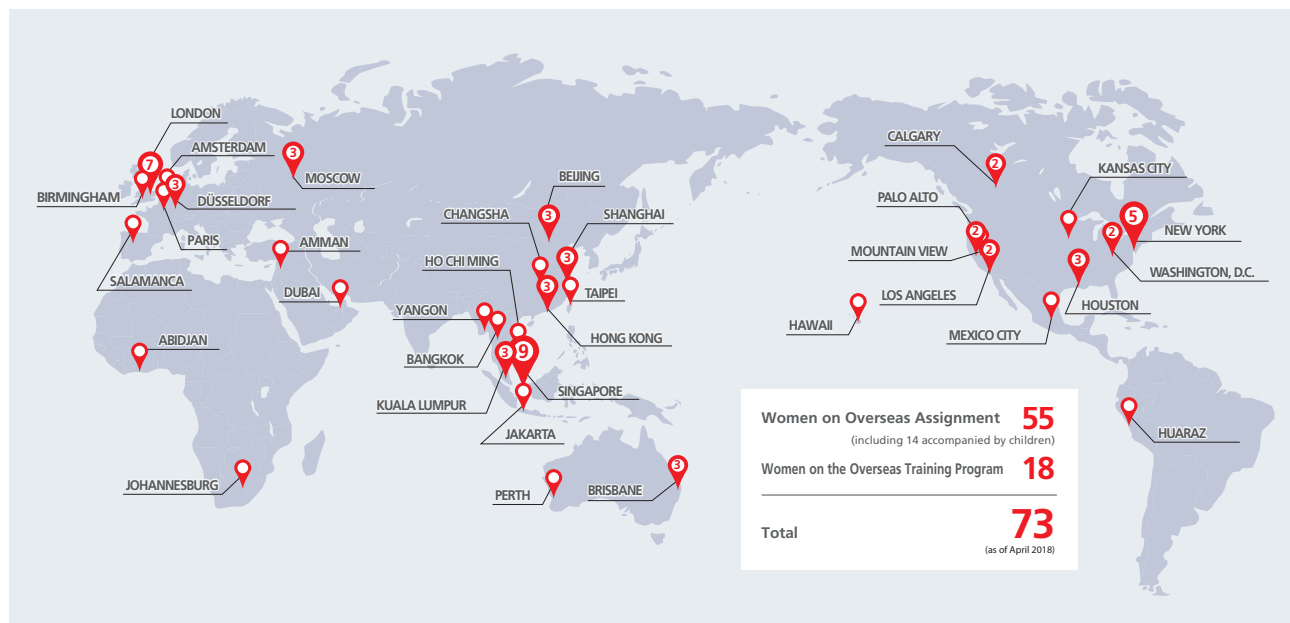 LONDON
7
AMSTERDAM
BIRMINGHAM
3
DÜSSELDORF
PARIS
SALAMANCA
3
MOSCOW
AMMAN
DUBAI
ABIDJAN
JOHANNESBURG
BEIJING
3
CHANGSHA
SHANGHAI
3
HO CHI MING
TAIPEI
3
HONG KONG
YANGON
BANGKOK
3
9
KUALA LUMPUR
SINGAPORE
JAKARTA
PERTH
BRISBANE
3
CALGARY
2
KANSAS CITY
PALO ALTO
2
MOUNTAIN VIEW
2
LOS ANGELES
5
NEW YORK
2
WASHINGTON, D.C.
3
HOUSTON
HAWAII
MEXICO CITY
HUARAZ
Women on Overseas Assignment 55
(including 14 accompanied by children)
Women on the Overseas Training Program 18
Total 73
(as of April 2018)